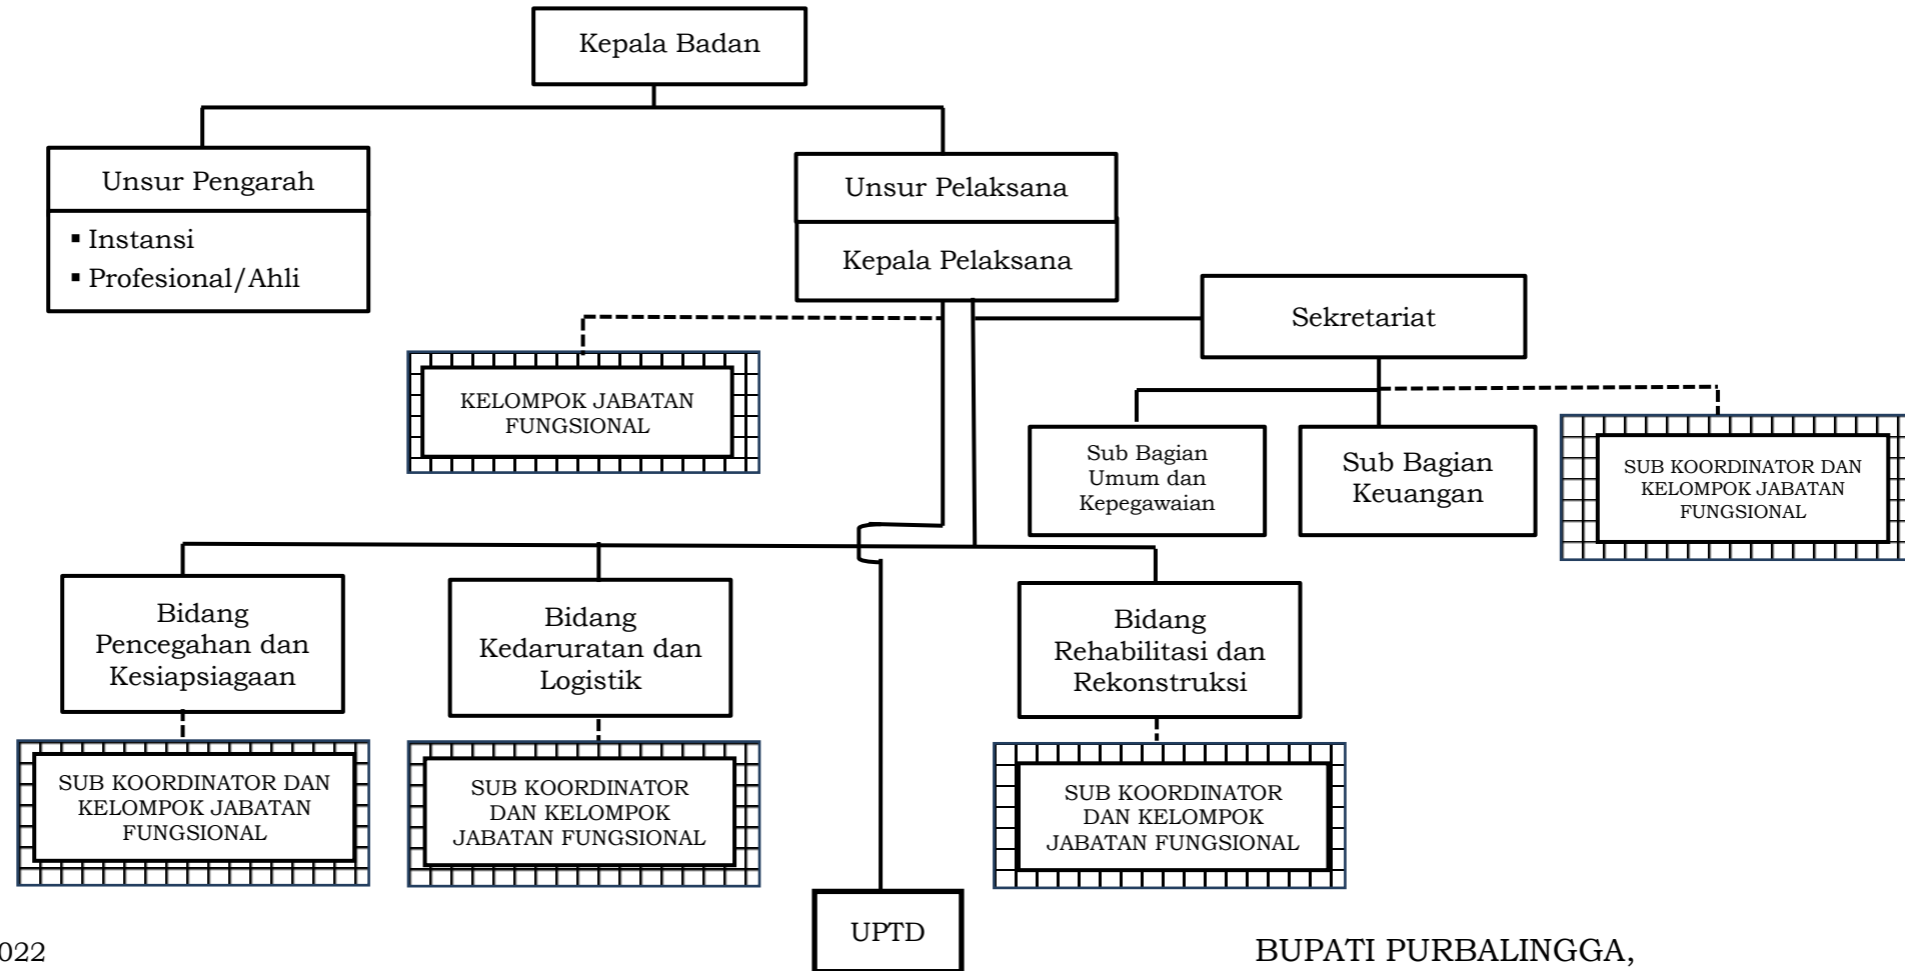 Kepala Badan
Unsur Pengarah
▪ Instansi
▪ Profesional/Ahli
Unsur Pelaksana
Kepala Pelaksana
Sekretariat
KELOMPOK JABATAN
FUNGSIONAL
Sub Bagian
Umum dan
Kepegawaian
Sub Bagian
Keuangan
SUB KOORDINATOR DAN
KELOMPOK JABATAN
FUNGSIONAL
Bidang
Pencegahan dan
Kesiapsiagaan
Bidang
Kedaruratan dan
Logistik
Bidang
Rehabilitasi dan
Rekonstruksi
SUB KOORDINATOR DAN
KELOMPOK JABATAN
FUNGSIONAL
SUB KOORDINATOR
DAN KELOMPOK
JABATAN FUNGSIONAL
SUB KOORDINATOR
DAN KELOMPOK
JABATAN FUNGSIONAL
UPTD
022
BUPATI PURBALINGGA,